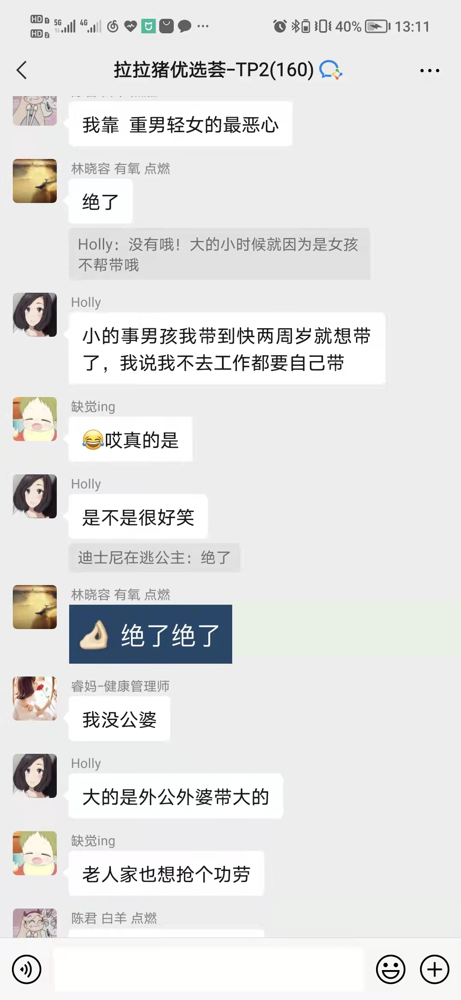 HD 1 5G 4G 40% 13:11
HD 2
拉拉猪优选荟-TP2(160)
我靠 重男轻女的最恶心
林晓容 有氧 点燃
绝了
Holly：没有哦！大的小时候就因为是女孩
不帮带哦
Holly
小的事男孩我带到快两周岁就想带
了，我说我不去工作都要自己带
缺觉ing
😂哎真的是
Holly
是不是很好笑
迪士尼在逃公主：绝了
林晓容 有氧 点燃
绝了绝了
睿妈-健康管理师
我没公婆
Holly
大的是外公外婆带大的
缺觉ing
老人家也想抢个功劳
陈君 白羊 点燃